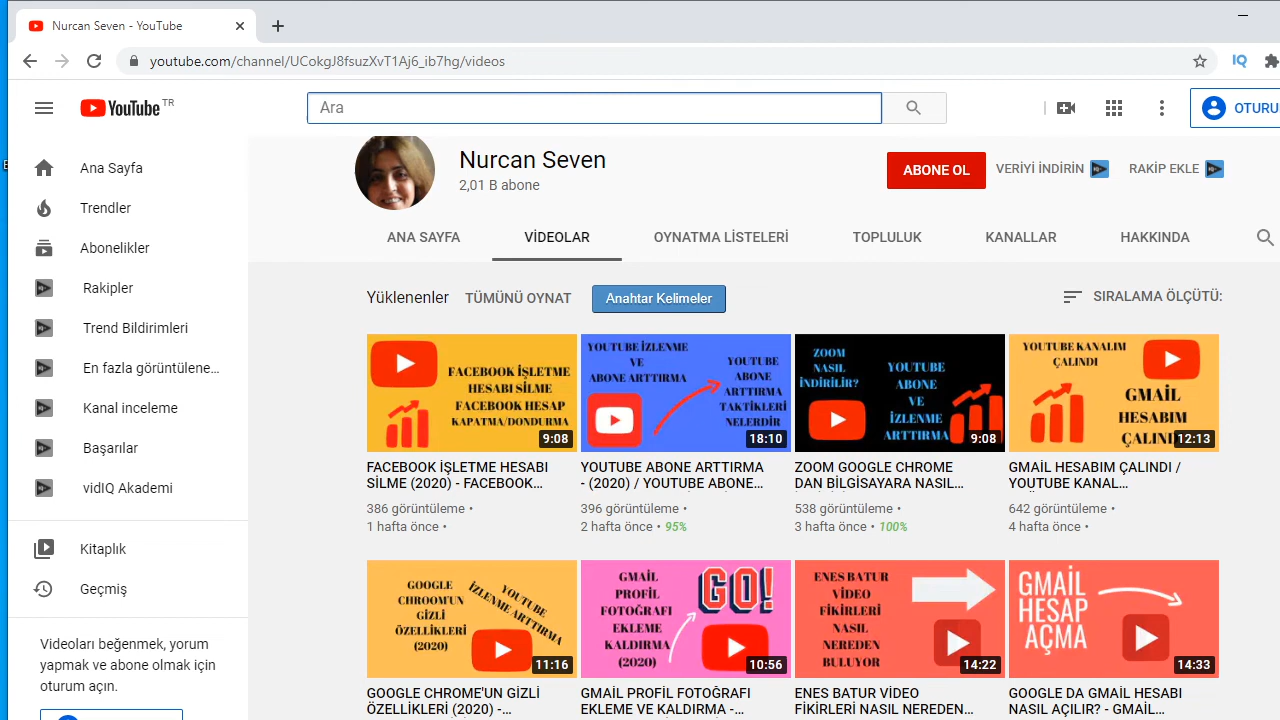 Nurcan Seven - YouTube
youtube.com/channel/UCokgJ8fsuzXvT1Aj6_ib7hg/videos
IQ
YouTube TR
Ara
OTURU
Ana Sayfa
Trendler
Abonelikler
Rakipler
Trend Bildirimleri
En fazla görüntülene...
Kanal inceleme
Başarılar
vidIQ Akademi
Kitaplık
Geçmiş
Videoları beğenmek, yorum
yapmak ve abone olmak için
oturum açın.
Nurcan Seven
2,01 B abone
ABONE OL
VERİYİ İNDİRİN
RAKİP EKLE
ANA SAYFA
VİDEOLAR
OYNATMA LİSTELERİ
TOPLULUK
KANALLAR
HAKKINDA
Yüklenenler
TÜMÜNÜ OYNAT
Anahtar Kelimeler
SIRALAMA ÖLÇÜTÜ:
FACEBOOK İŞLETME
HESABI SİLME
FACEBOOK HESAP
KAPATMA/DONDURMA
9:08
FACEBOOK İŞLETME HESABI
SİLME (2020) - FACEBOOK...
386 görüntüleme •
1 hafta önce •
YOUTUBE İZLENME
VE
ABONE ARTTIRMA
YOUTUBE
ABONE
ARTTIRMA
TAKTİKLERİ
NELERDİR
18:10
YOUTUBE ABONE ARTTIRMA
- (2020) / YOUTUBE ABONE...
396 görüntüleme •
2 hafta önce • 95%
ZOOM
NASIL
İNDİRİLİR?
YOUTUBE
ABONE
VE
İZLENME
ARTTIRMA
9:08
ZOOM GOOGLE CHROME
DAN BİLGİSAYARA NASIL...
538 görüntüleme •
3 hafta önce • 100%
YOUTUBE KANALIM
ÇALINDI
GMAİL
HESABIM
ÇALINDI
12:13
GMAİL HESABIM ÇALINDI /
YOUTUBE KANAL...
642 görüntüleme •
4 hafta önce •
GOOGLE
CHROOM'UN
GİZLİ
ÖZELLİKLERİ
(2020)
YOUTUBE
İZLENME ARTTIRMA
11:16
GOOGLE CHROME'UN GİZLİ
ÖZELLİKLERİ (2020) -
GMAİL
PROFİL
FOTOĞRAFI
EKLEME
KALDIRMA
(2020)
GO!
10:56
GMAİL PROFİL FOTOĞRAFI
EKLEME VE KALDIRMA -
ENES BATUR
VİDEO
FİKİRLERİ
NASIL
NEREDEN
BULUYOR
14:22
ENES BATUR VİDEO
FİKİRLERİ NASIL NEREDEN...
GMAİL
HESAP
AÇMA
14:33
GOOGLE DA GMAİL HESABI
NASIL AÇILIR? - GMAİL